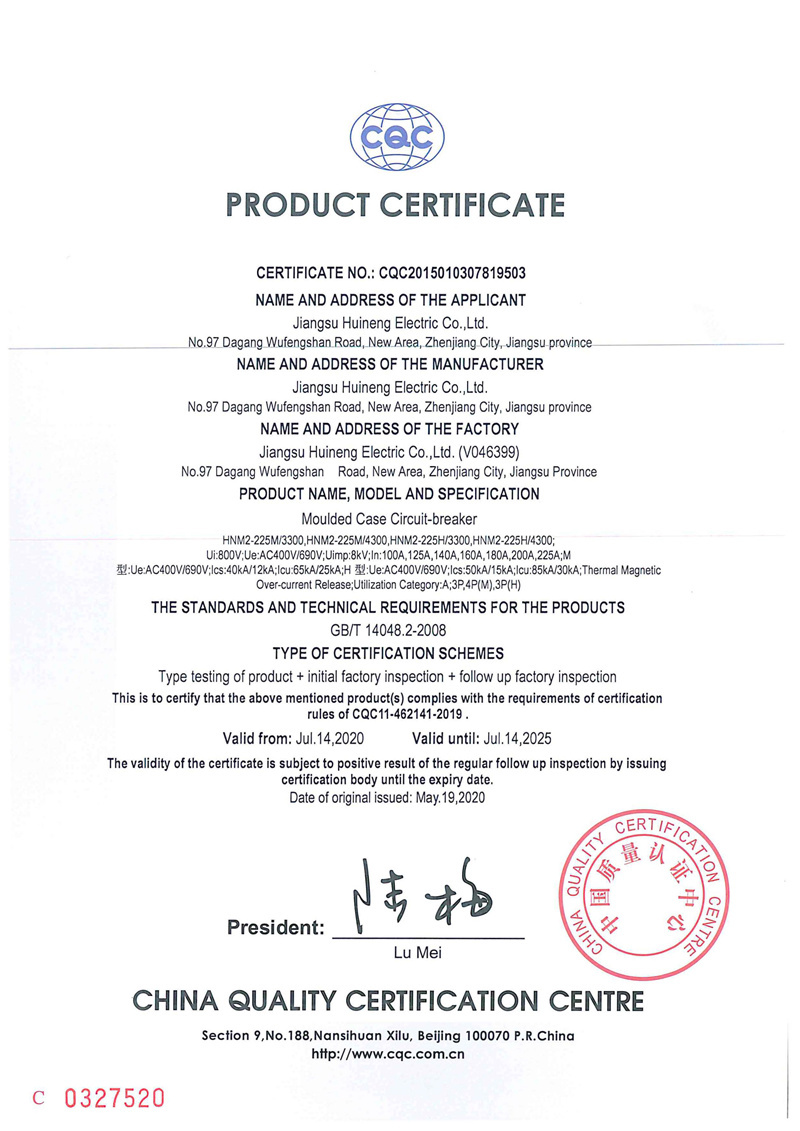 CQC
PRODUCT CERTIFICATE
CERTIFICATE NO.: CQC2015010307819503
NAME AND ADDRESS OF THE APPLICANT
Jiangsu Huineng Electric Co.,Ltd.
No.97 Dagang Wufengshan Road, New Area, Zhenjiang City, Jiangsu province
NAME AND ADDRESS OF THE MANUFACTURER
Jiangsu Huineng Electric Co.,Ltd.
No.97 Dagang Wufengshan Road, New Area, Zhenjiang City, Jiangsu province
NAME AND ADDRESS OF THE FACTORY
Jiangsu Huineng Electric Co.,Ltd. (V046399)
No.97 Dagang Wufengshan Road, New Area, Zhenjiang City, Jiangsu Province
PRODUCT NAME, MODEL AND SPECIFICATION
Moulded Case Circuit-breaker
HNM2-225M/3300,HNM2-225M/4300,HNM2-225H/3300,HNM2-225H/4300;
Ui:800V;Ue:AC400V/690V;Uimp:8kV;In:100A,125A,140A,160A,180A,200A,225A;M
型:Ue:AC400V/690V;Ics:40kA/12kA;Icu:65kA/25kA;H 型:Ue:AC400V/690V;Ics:50kA/15kA;Icu:85kA/30kA;Thermal Magnetic
Over-current Release;Utilization Category:A;3P,4P(M),3P(H)
THE STANDARDS AND TECHNICAL REQUIREMENTS FOR THE PRODUCTS
GB/T 14048.2-2008
TYPE OF CERTIFICATION SCHEMES
Type testing of product + initial factory inspection + follow up factory inspection
This is to certify that the above mentioned product(s) complies with the requirements of certification
rules of CQC11-462141-2019 .
Valid from: Jul.14,2020 Valid until: Jul.14,2025
The validity of the certificate is subject to positive result of the regular follow up inspection by issuing
certification body until the expiry date.
Date of original issued: May.19,2020
CHINA QUALITY CERTIFICATION CENTRE
中国质量认证中心
President: 陆梅
Lu Mei
CHINA QUALITY CERTIFICATION CENTRE
Section 9,No.188,Nansihuan Xilu, Beijing 100070 P.R.China
http://www.cqc.com.cn
C 0327520